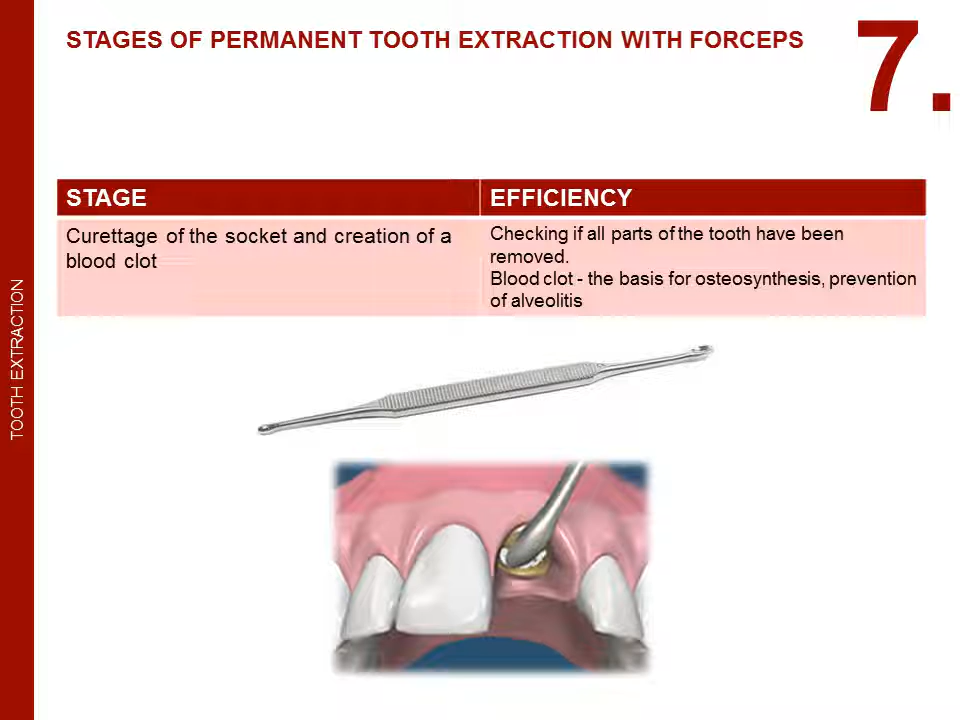 STAGES OF PERMANENT TOOTH EXTRACTION WITH FORCEPS
7.
STAGE
EFFICIENCY
Curettage of the socket and creation of a
blood clot
Checking if all parts of the tooth have been
removed.
Blood clot - the basis for osteosynthesis, prevention
of alveolitis
TOOTH EXTRACTION